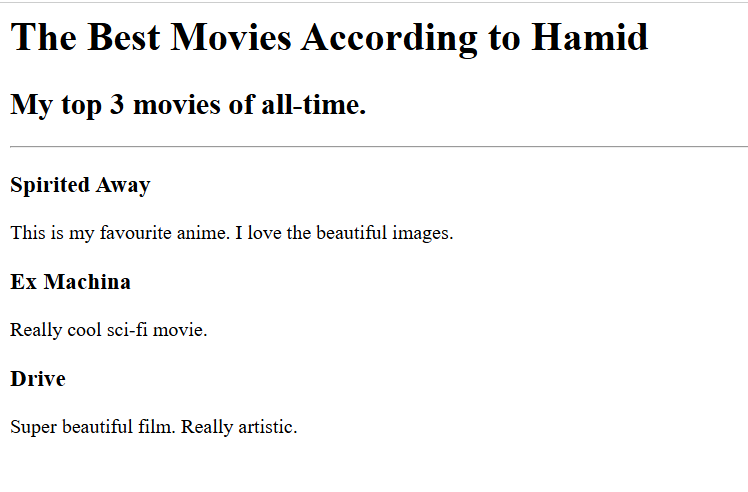 The Best Movies According to Hamid
My top 3 movies of all-time.
Spirited Away
This is my favourite anime. I love the beautiful images.
Ex Machina
Really cool sci-fi movie.
Drive
Super beautiful film. Really artistic.